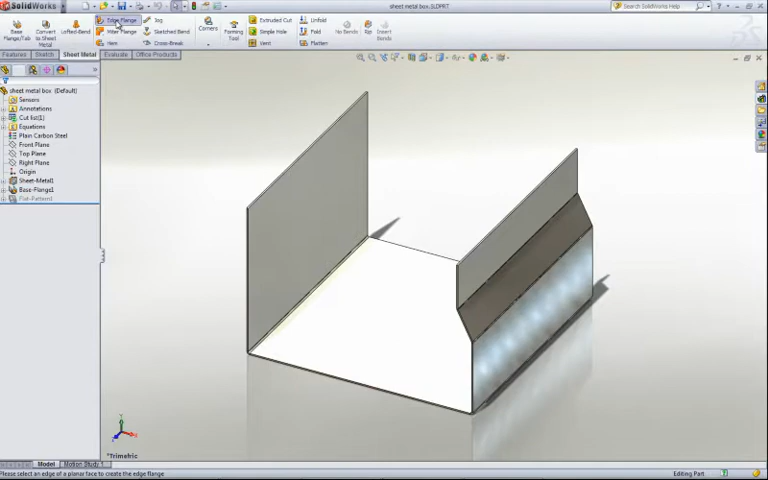 SolidWorks
sheet metal box.SLDPRT
Search SolidWorks Help
Base Flange/Tab
Convert to Sheet Metal
Lofted-Bend
Edge Flange
Miter Flange
Hem
Jog
Sketched Bend
Cross-Break
Corners
Forming Tool
Extruded Cut
Simple Hole
Vent
Unfold
Fold
Flatten
No Bends
Rip
Insert Bends
Features
Sketch
Sheet Metal
Evaluate
Office Products
sheet metal box (Default)
Sensors
Annotations
Cut list(1)
Equations
Plain Carbon Steel
Front Plane
Top Plane
Right Plane
Origin
Sheet-Metal1
Base-Flange1
Flat-Pattern1
*Trimetric
Model
Motion Study 1
Please select an edge of a planar face to create the edge flange
Editing Part